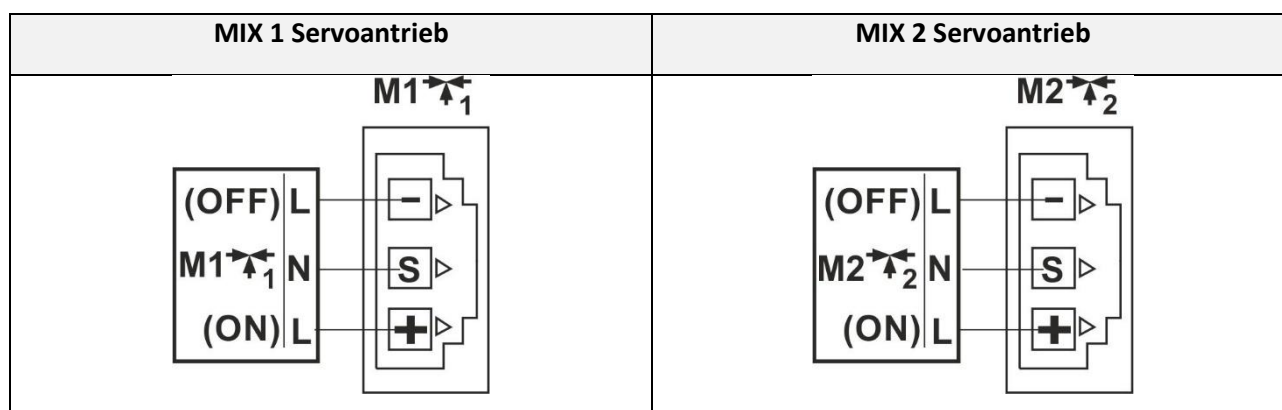 MIX 1 Servoantrieb
MIX 2 Servoantrieb
M1 1
(OFF) L -
M1 1 N S
(ON) L +
M2 2
(OFF) L -
M2 2 N S
(ON) L +